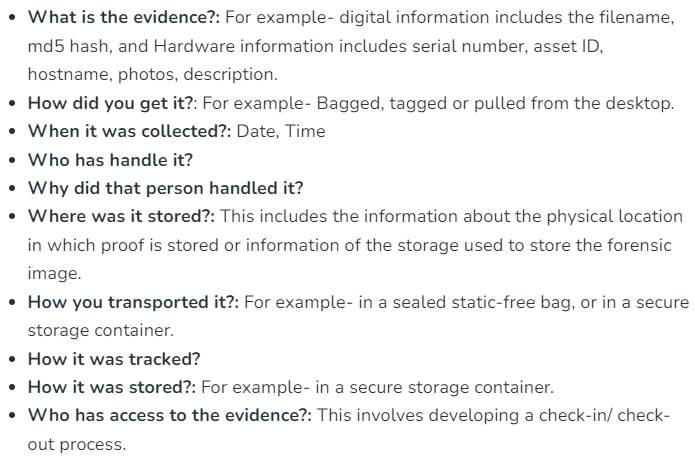 • What is the evidence?: For example- digital information includes the filename,
md5 hash, and Hardware information includes serial number, asset ID,
hostname, photos, description.
• How did you get it?: For example- Bagged, tagged or pulled from the desktop.
• When it was collected?: Date, Time
• Who has handle it?
• Why did that person handled it?
• Where was it stored?: This includes the information about the physical location
in which proof is stored or information of the storage used to store the forensic
image.
• How you transported it?: For example- in a sealed static-free bag, or in a secure
storage container.
• How it was tracked?
• How it was stored?: For example- in a secure storage container.
• Who has access to the evidence?: This involves developing a check-in/ check-
out process.